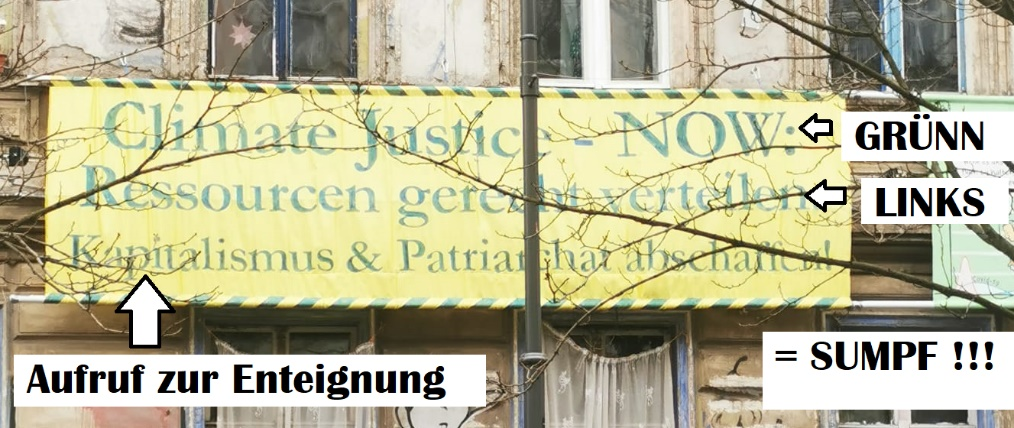 Climate Justice - NOW:
GRÜNN
Ressourcen gerecht verteilen
LINKS
Kapitalismus & Patriarchat abschaffen!
= SUMPF !!!
Aufruf zur Enteignung